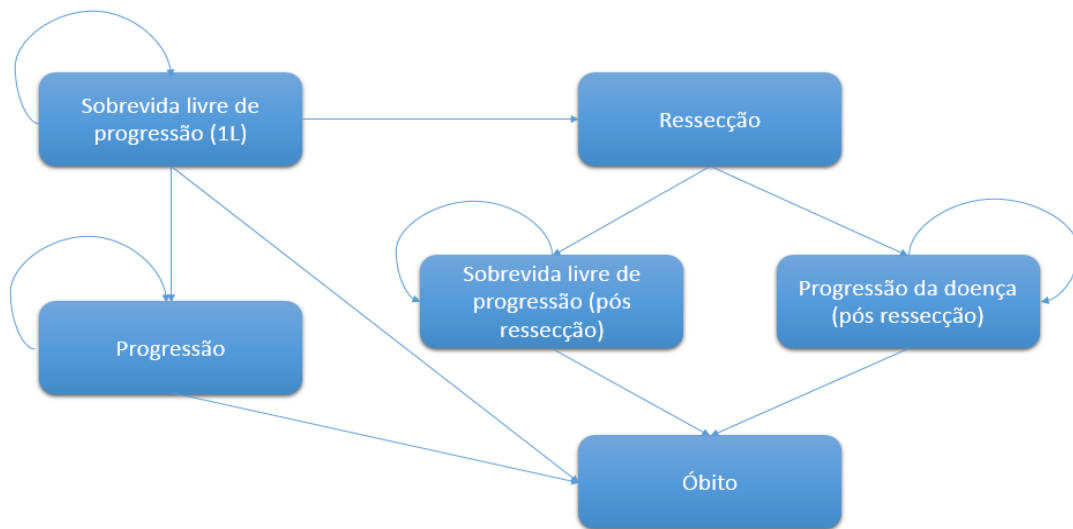 Sobrevida livre de
progressão (1L)
Ressecção
Sobrevida livre de
progressão (pós
ressecção)
Progressão da doença
(pós ressecção)
Progressão
Óbito